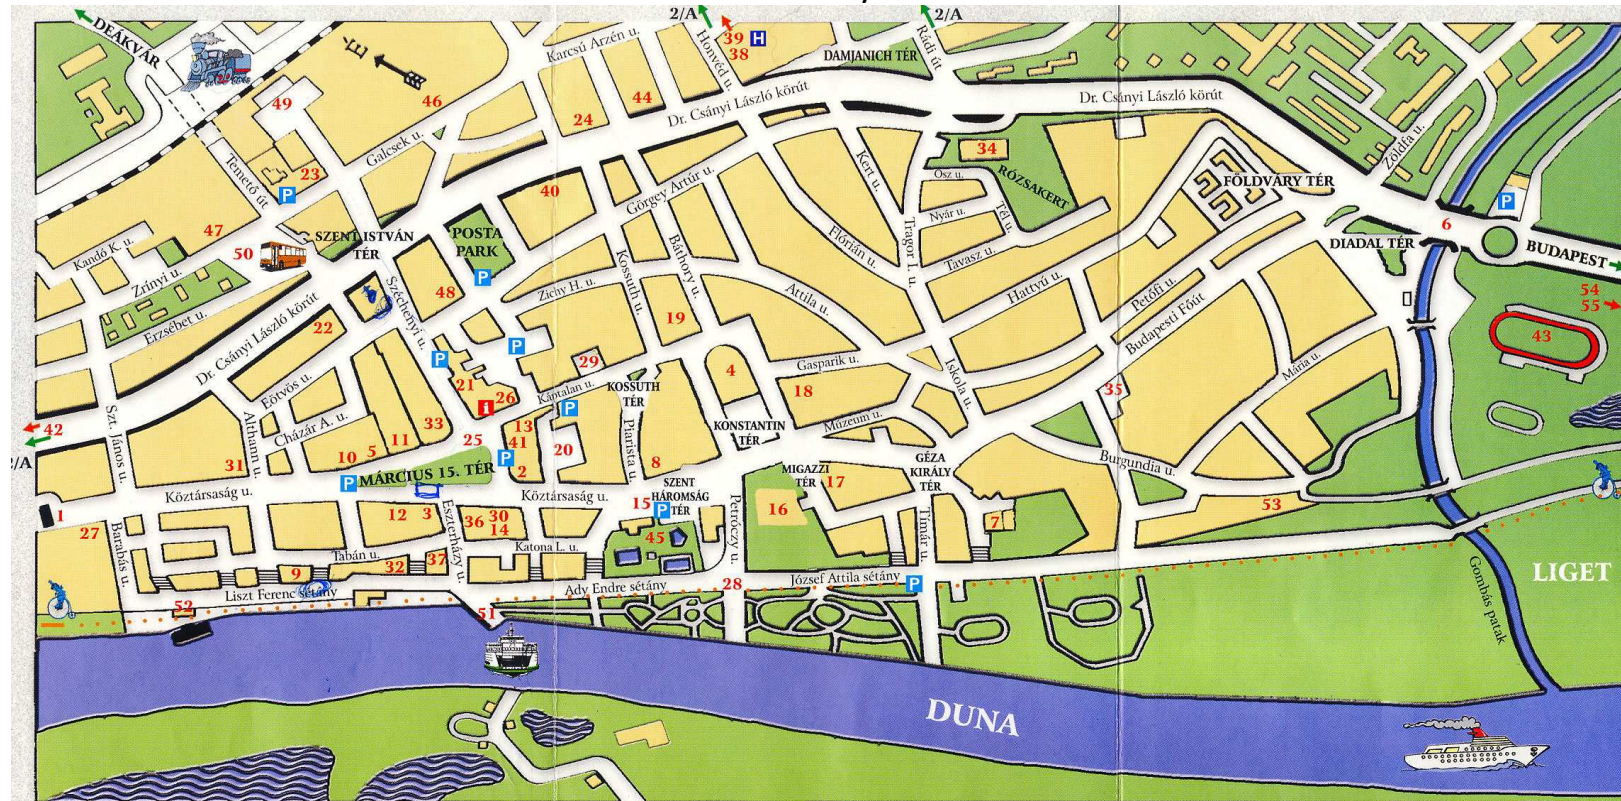 2/A
2/A
DEÁKVÁR
É
Karcsú Arzén u.
Honvéd u.
39
H
38
DAMJANICH TÉR
Rádi út
49
46
44
24
Dr. Csányi László körút
Dr. Csányi László körút
Galcsek u.
Temető út
23
P
34
RÓZSAKERT
Ősz u.
Nyár u.
Tél u.
Tavasz u.
Kert u.
Zöldfa u.
P
FÖLDVÁRY TÉR
6
DIADAL TÉR
BUDAPEST
54
55
40
Görgey Artúr u.
Tragor I. u.
Flórián u.
47
50
SZENT ISTVÁN
TÉR
POSTA
PARK
P
Kandó K. u.
Zrínyi u.
Erzsébet u.
Széchenyi u.
48
Zichy H. u.
Kossuth u.
Báthory u.
Attila u.
Hattyú u.
Petőfi u.
Budapesti Főút
43
Dr. Csányi László körút
22
19
P
P
29
4
Gasparik u.
18
Iskola u.
35
Mária u.
Eötvös u.
21
26
i
Káptalan u.
P
KOSSUTH
TÉR
42
2/A
Szt. János u.
Althann u.
Cházár A. u.
33
11
5
10
31
25
13
41
2
P
20
Piarista u.
8
KONSTANTIN
TÉR
Múzeum u.
GÉZA
KIRÁLY
TÉR
Burgundia u.
P
MÁRCIUS 15. TÉR
MIGAZZI
TÉR
17
Köztársaság u.
Köztársaság u.
SZENT
HÁROMSÁG
TÉR
15
P
Petróczy u.
16
7
53
1
27
Barabás u.
12
3
Eszterházy u.
36
30
14
45
Tímár u.
Tabán u.
37
32
9
Katona L. u.
Liszt Ferenc sétány
Ady Endre sétány
28
József Attila sétány
P
52
51
LIGET
Gombás patak
DUNA